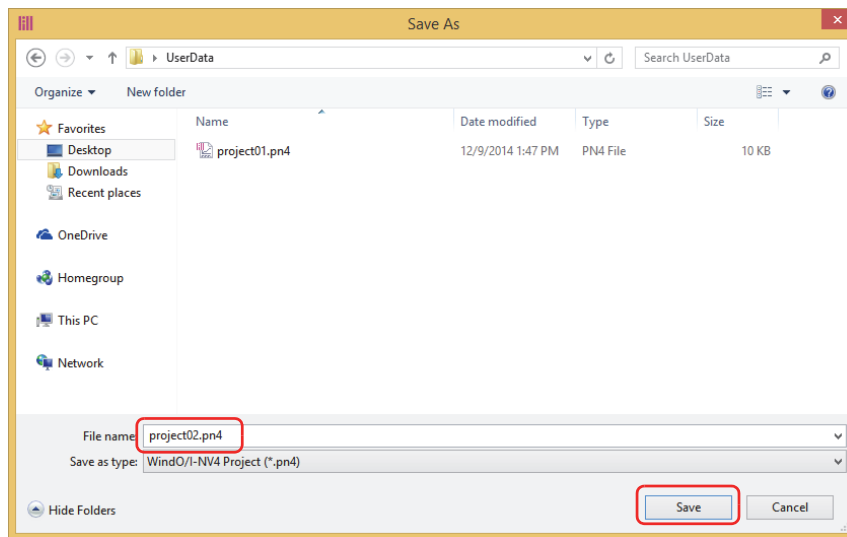 Save As
UserData
Search UserData
Organize
New folder
Name Date modified Type Size
Favorites
Desktop
Downloads
Recent places
OneDrive
Homegroup
This PC
Network
project01.pn4 12/9/2014 1:47 PM PN4 File 10 KB
File name: project02.pn4
Save as type: WindO/I-NV4 Project (*.pn4)
Hide Folders
Save
Cancel